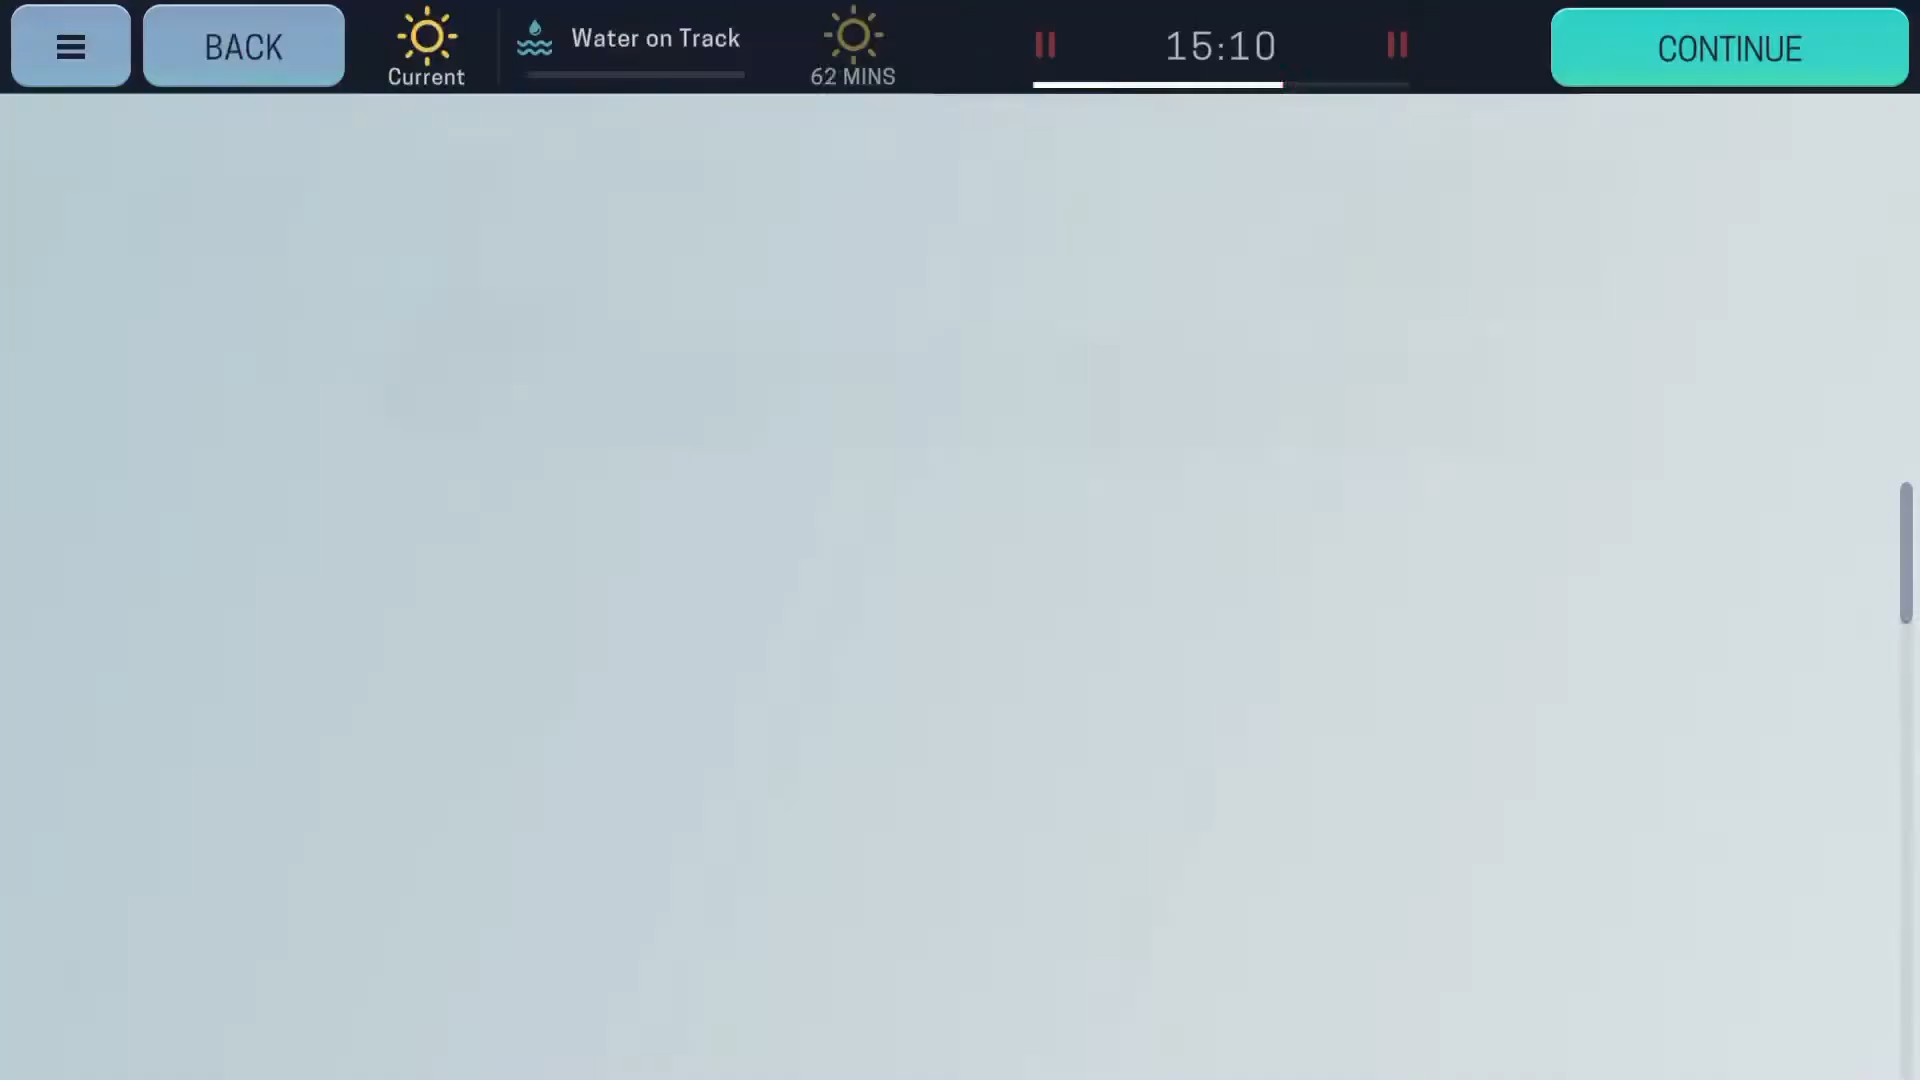 BACK
Current
Water on Track
62 MINS
15:10
CONTINUE